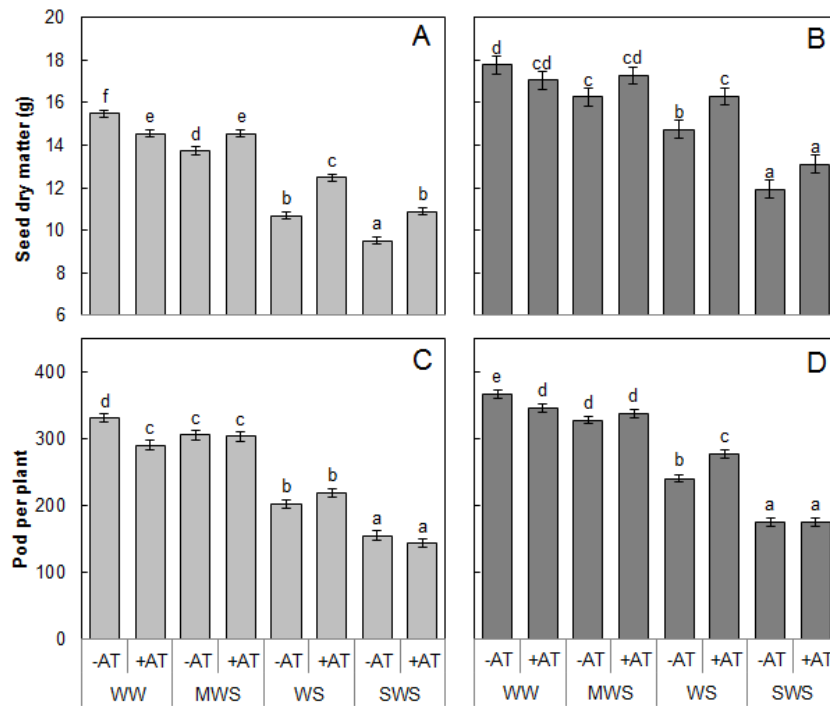 20
18
16
14
12
10
8
6
Seed dry matter (g)
A
f
e
d
e
b
c
a
b
B
d
cd
c
cd
b
c
a
a
400
300
200
100
0
Pod per plant
C
d
c
c
c
b
b
a
a
D
e
d
d
d
b
c
a
a
-AT +AT -AT +AT -AT +AT -AT +AT
WW MWS WS SWS
-AT +AT -AT +AT -AT +AT -AT +AT
WW MWS WS SWS